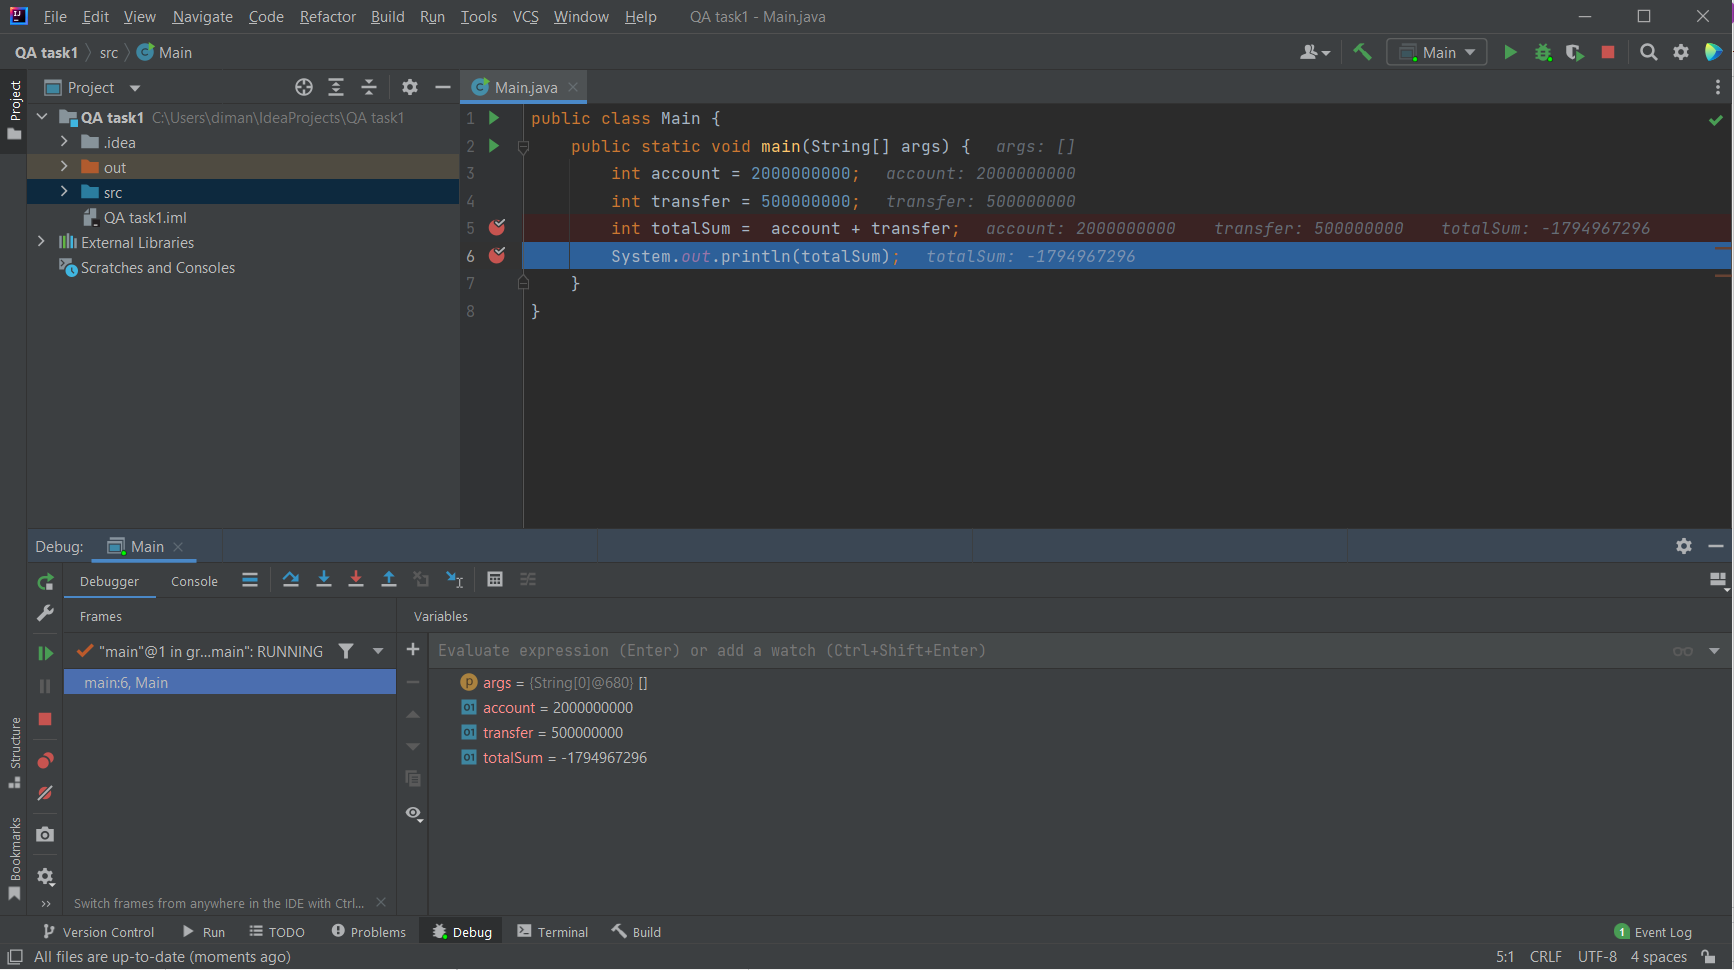 File Edit View Navigate Code Refactor Build Run Tools VCS Window Help QA task1 - Main.java
QA task1 src Main
Main
Project
Project
Main.java
QA task1 C:\Users\diman\IdeaProjects\QA task1
.idea
out
src
QA task1.iml
External Libraries
Scratches and Consoles
1 public class Main {
2 public static void main(String[] args) { args: []
3 int account = 2000000000; account: 2000000000
4 int transfer = 500000000; transfer: 500000000
5 int totalSum = account + transfer; account: 2000000000 transfer: 500000000 totalSum: -1794967296
6 System.out.println(totalSum); totalSum: -1794967296
7 }
8 }
Debug: Main
Debugger Console
Frames Variables
"main"@1 in gr...main": RUNNING
Evaluate expression (Enter) or add a watch (Ctrl+Shift+Enter)
main:6, Main
args = {String[0]@680} []
account = 2000000000
transfer = 500000000
totalSum = -1794967296
Structure
Bookmarks
Switch frames from anywhere in the IDE with Ctrl...
Version Control Run TODO Problems Debug Terminal Build 1 Event Log
All files are up-to-date (moments ago) 5:1 CRLF UTF-8 4 spaces